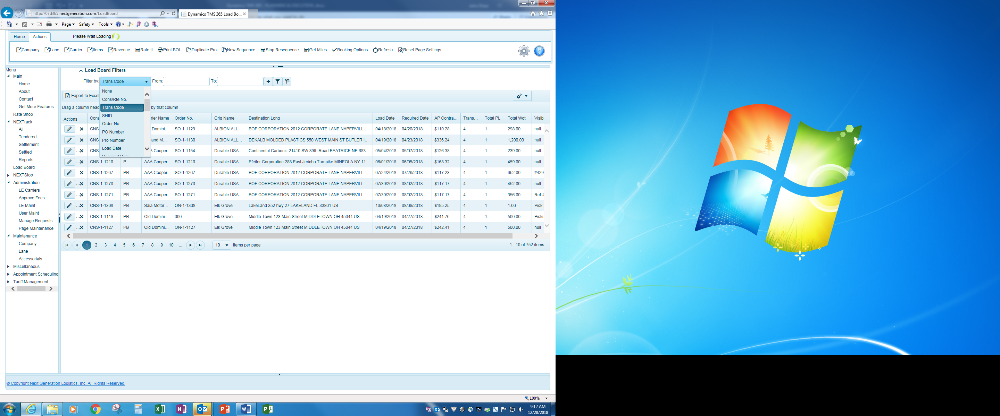 http://07d365.nextgeneration.com/LoadBoard
Dynamics TMS 365 Load Bo...
Page Safety Tools
Home Actions Please Wait Loading
Company Lane Carrier Items Revenue Rate It Print BOL Duplicate Pro New Sequence Stop Resequence Get Miles Booking Options Refresh Reset Page Settings
Menu
Main
Home
About
Contact
Get More Features
Rate Shop
NEXTrack
All
Tendered
Settlement
Settled
Reports
Load Board
NEXTStop
Administration
LE Carriers
Approve Fees
LE Maint
User Maint
Manage Requests
Page Maintenance
Maintenance
Company
Lane
Accessorials
Miscellaneous
Appointment Scheduling
Tariff Management
Load Board Filters
Filter by: Trans Code From: To:
None
Cons/Rte No.
Trans Code
SHID
Order No.
PO Number
Pro Number
Load Date
Required Date
Export to Excel
Drag a column head by that column
Actions Cons rier Name Order No. Orig Name Destination Long Load Date Required Date AP Contra... Trans... Total PL Total Wgt Visib
... CNS- Domini... SO-1-1129 ALBION ALL... BOF CORPORATION 2012 CORPORATE LANE NAPERVILL... 04/18/2018 04/20/2018 $110.28 4 1 298.00 null
... CNS- and M... SO-1-1130 ALBION ALL... DEKALB MOLDED PLASTICS 550 WEST MAIN ST BUTLER I... 04/19/2018 04/23/2018 $336.24 4 1 1,200.00 null
... CNS- A Cooper SO-1-1154 Durable USA Continental Carbonic 21410 SW 89th Road BEATRICE NE 683... 05/04/2018 05/07/2018 $126.38 4 1 239.00 null
... CNS-1-1210 P AAA Cooper SO-1-1210 Durable USA Pfeifer Corporation 288 East Jericho Turnpike MINEOLA NY 11... 06/01/2018 06/05/2018 $168.32 4 1 459.00 null
... CNS-1-1267 PB AAA Cooper SO-1-1267 Durable USA BOF CORPORATION 2012 CORPORATE LANE NAPERVILL... 07/24/2018 07/26/2018 $117.23 4 1 652.00 #429
... CNS-1-1270 PB AAA Cooper SO-1-1270 Durable USA BOF CORPORATION 2012 CORPORATE LANE NAPERVILL... 07/30/2018 08/02/2018 $117.17 4 1 452.00 null
... CNS-1-1271 PB AAA Cooper SO-1-1271 Durable USA BOF CORPORATION 2012 CORPORATE LANE NAPERVILL... 07/30/2018 08/02/2018 $117.17 4 1 356.00 Ref-#
... CNS-1-1308 PB Saia Motor... ON-1-1308 Elk Grove LakeLand 352 hwy 27 LAKELAND FL 33801 US 10/08/2018 08/09/2018 $195.25 4 1 1.00 Pick
... CNS-1-1119 PB Old Domini... 000 Elk Grove Middle Town 123 Main Street MIDDLETOWN OH 45044 US 04/19/2018 04/27/2018 $241.76 4 1 500.00 Picku
... CNS-1-1127 PB Old Domini... ON-1-1127 Elk Grove Middle Town 123 Main Street MIDDLETOWN OH 45044 US 04/19/2018 04/27/2018 $242.41 4 1 500.00 null
1 2 3 4 5 6 7 8 9 10 ... 10 items per page 1 - 10 of 752 items
© Copyright Next Generation Logistics, Inc. All Rights Reserved.
100%
9:12 AM
12/28/2018